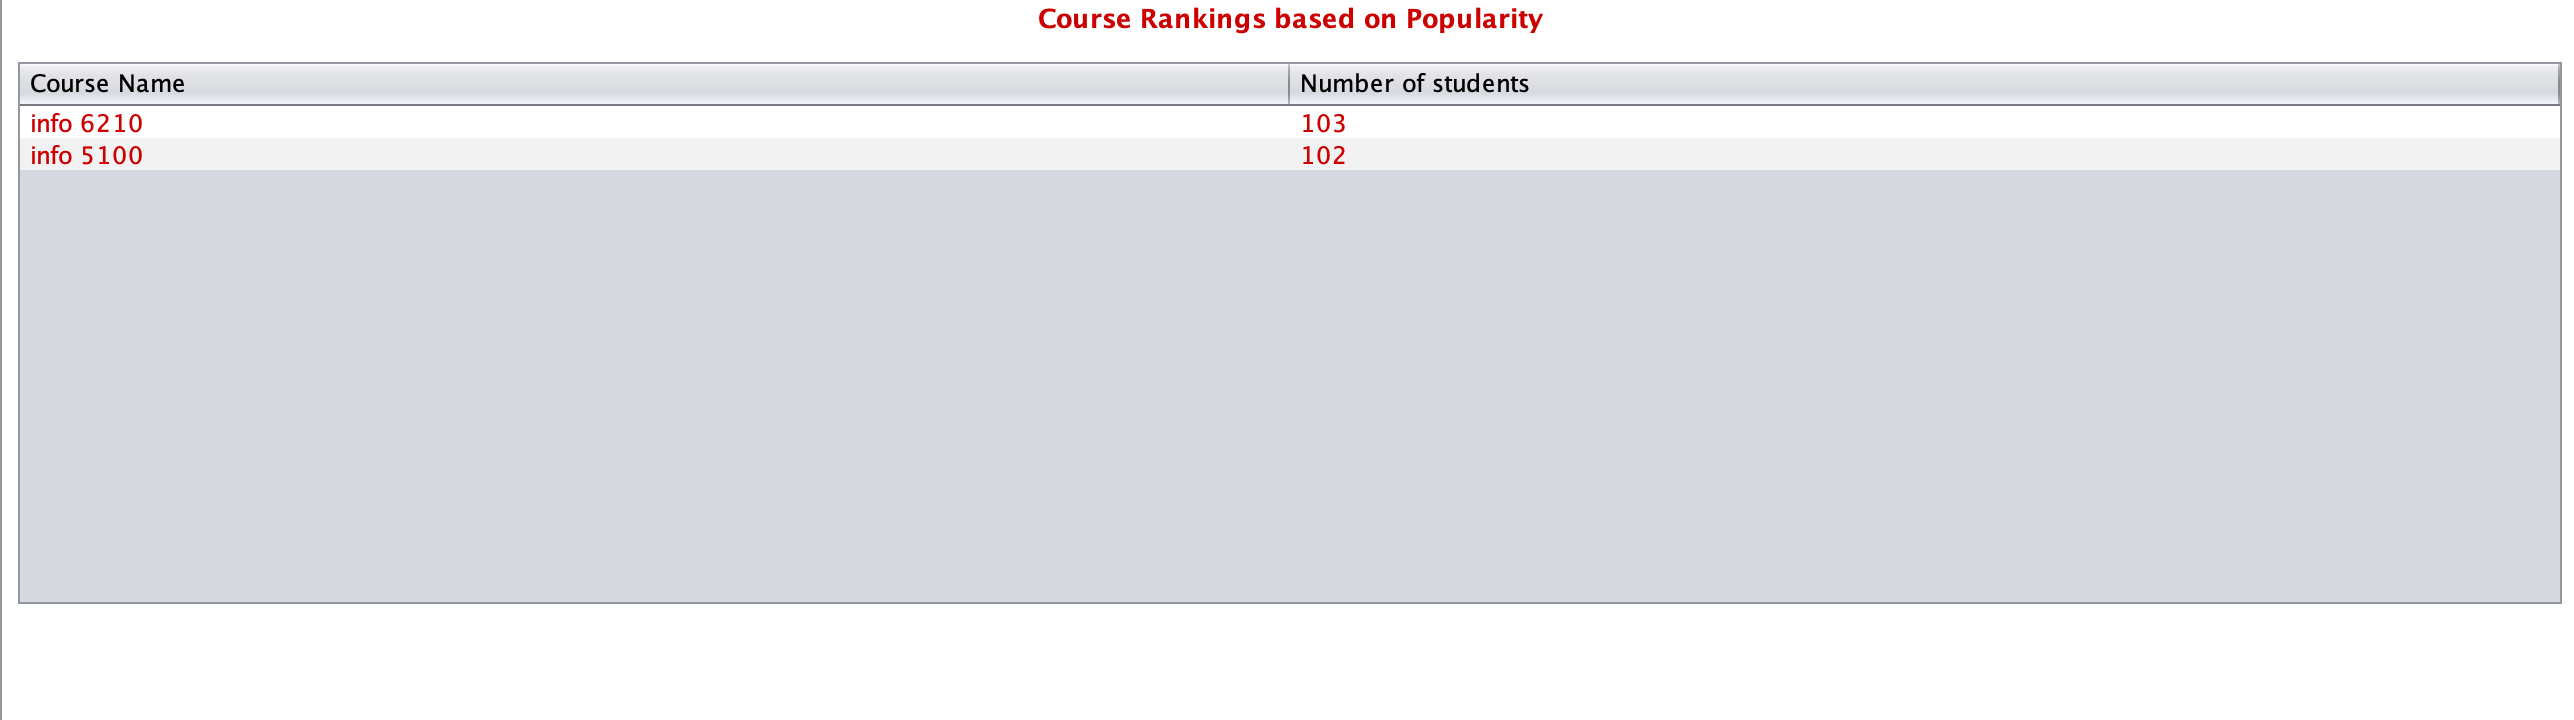 Course Rankings based on Popularity
Course Name Number of students
info 6210 103
info 5100 102